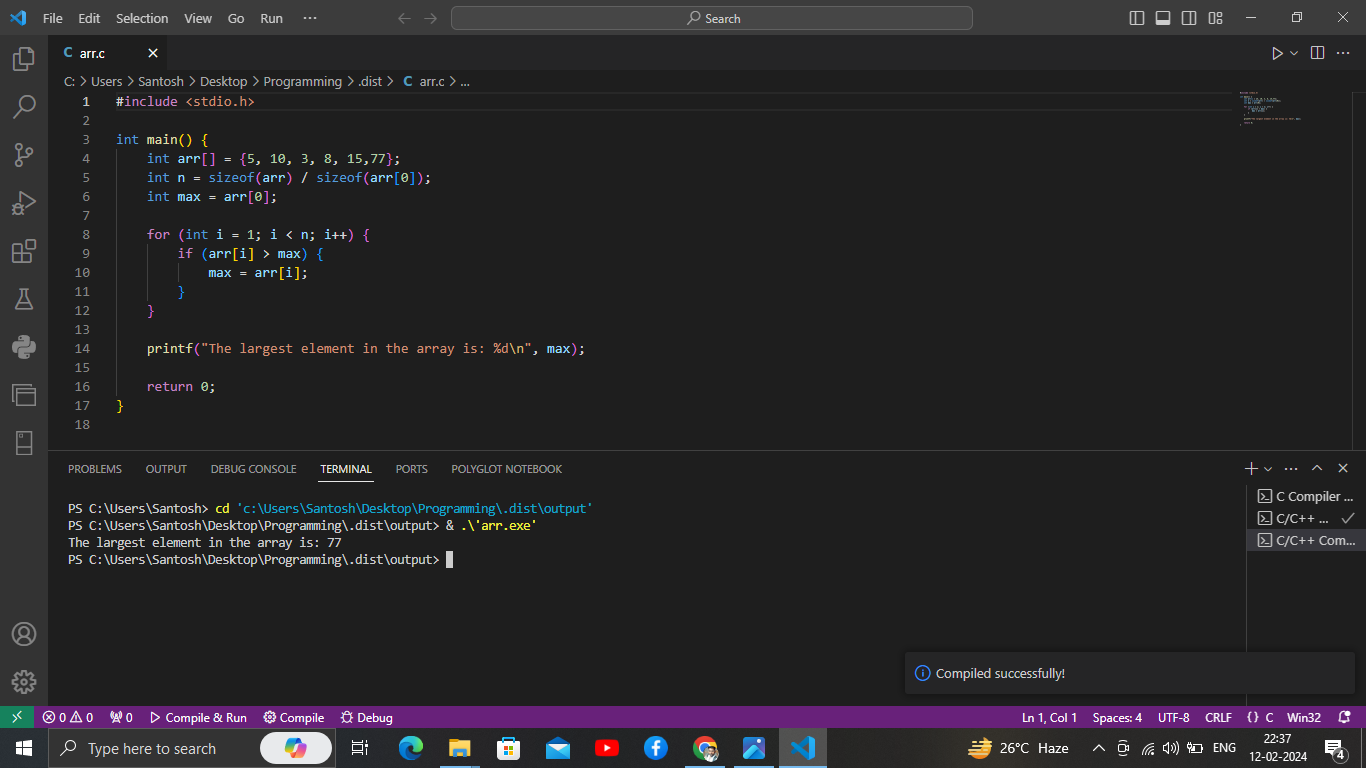 File Edit Selection View Go Run ··· Search
C arr.c
C: > Users > Santosh > Desktop > Programming > .dist > C arr.c > ...
1 #include <stdio.h>
2
3 int main() {
4     int arr[] = {5, 10, 3, 8, 15,77};
5     int n = sizeof(arr) / sizeof(arr[0]);
6     int max = arr[0];
7
8     for (int i = 1; i < n; i++) {
9         if (arr[i] > max) {
10             max = arr[i];
11         }
12     }
13
14     printf("The largest element in the array is: %d\n", max);
15
16     return 0;
17 }
18
PROBLEMS OUTPUT DEBUG CONSOLE TERMINAL PORTS POLYGLOT NOTEBOOK
PS C:\Users\Santosh> cd 'c:\Users\Santosh\Desktop\Programming\.dist\output'
PS C:\Users\Santosh\Desktop\Programming\.dist\output> & .\'arr.exe'
The largest element in the array is: 77
PS C:\Users\Santosh\Desktop\Programming\.dist\output>
C Compiler ...
C/C++ ...
C/C++ Com...
Compiled successfully!
0 0 0 Compile & Run Compile Debug Ln 1, Col 1 Spaces: 4 UTF-8 CRLF {} C Win32
Type here to search 26°C Haze ENG 22:37
12-02-2024 4